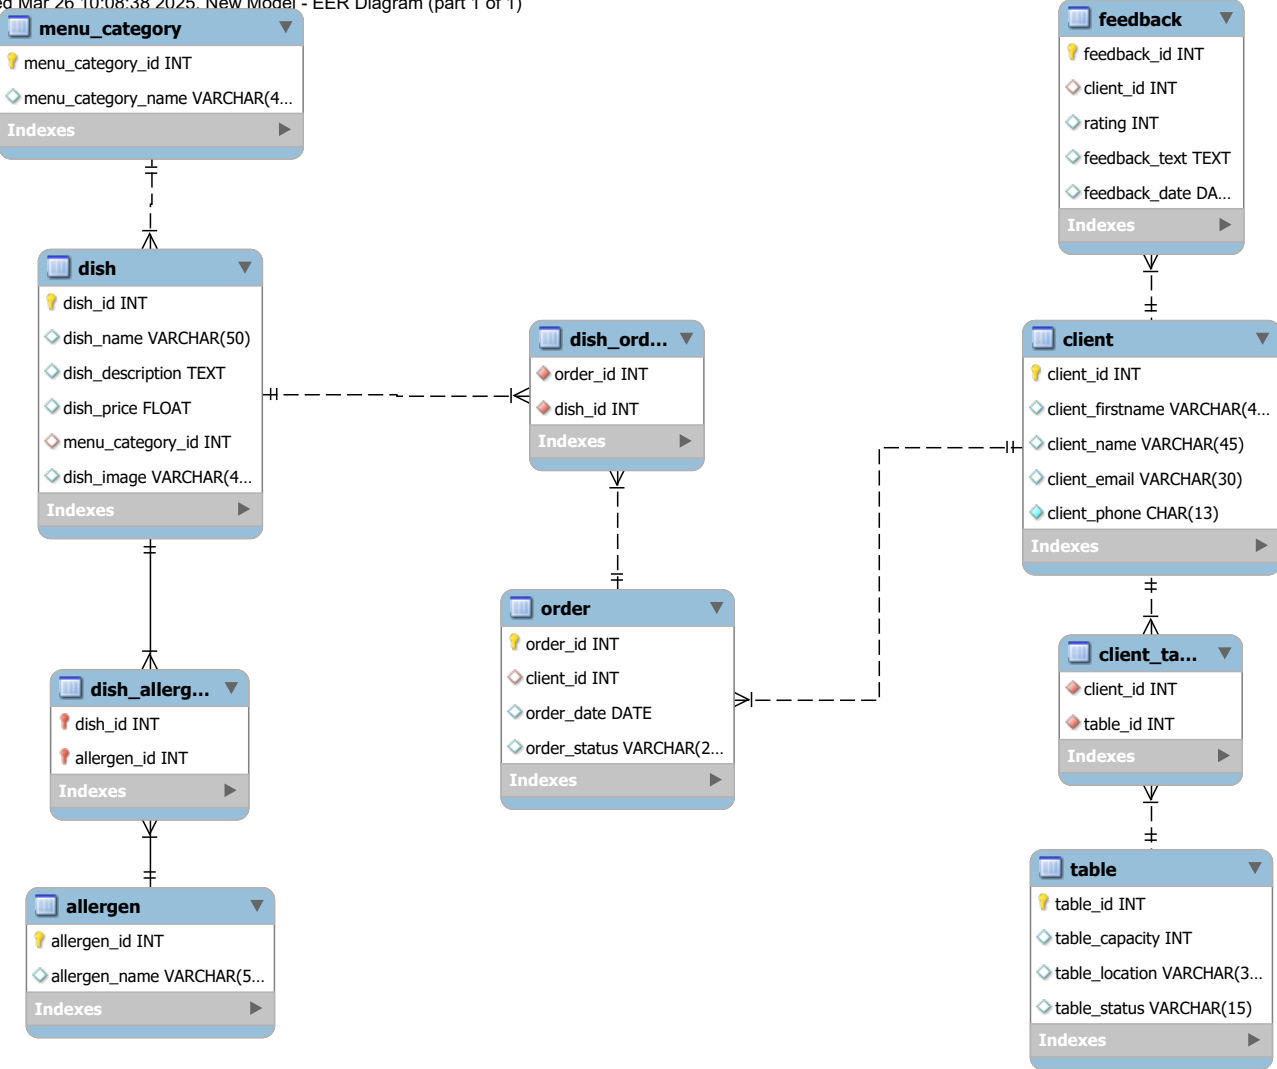 Mar 26 10:08:38 2025, New Model - EER Diagram (part 1 of 1)
menu_category
menu_category_id INT
menu_category_name VARCHAR(4...
Indexes
dish
dish_id INT
dish_name VARCHAR(50)
dish_description TEXT
dish_price FLOAT
menu_category_id INT
dish_image VARCHAR(4...
Indexes
dish_allerg...
dish_id INT
allergen_id INT
Indexes
allergen
allergen_id INT
allergen_name VARCHAR(5...
Indexes
dish_ord...
order_id INT
dish_id INT
Indexes
order
order_id INT
client_id INT
order_date DATE
order_status VARCHAR(2...
Indexes
feedback
feedback_id INT
client_id INT
rating INT
feedback_text TEXT
feedback_date DA...
Indexes
client
client_id INT
client_firstname VARCHAR(4...
client_name VARCHAR(45)
client_email VARCHAR(30)
client_phone CHAR(13)
Indexes
client_ta...
client_id INT
table_id INT
Indexes
table
table_id INT
table_capacity INT
table_location VARCHAR(3...
table_status VARCHAR(15)
Indexes